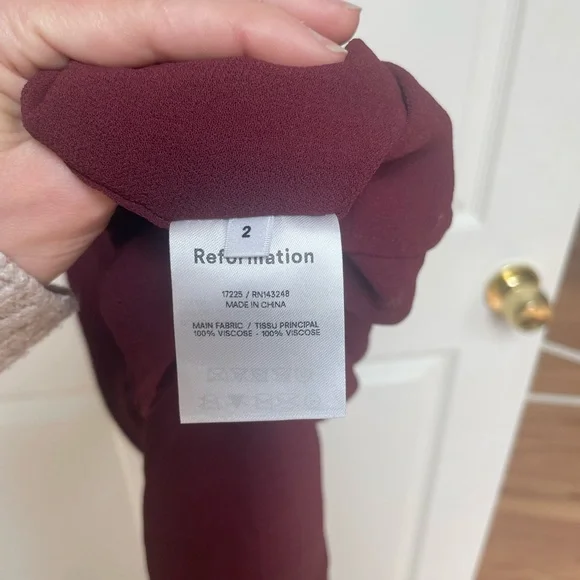 2
Reformation
17225 / RN143248
MADE IN CHINA
MAIN FABRIC / TISSU PRINCIPAL
100% VISCOSE - 100% VISCOSE